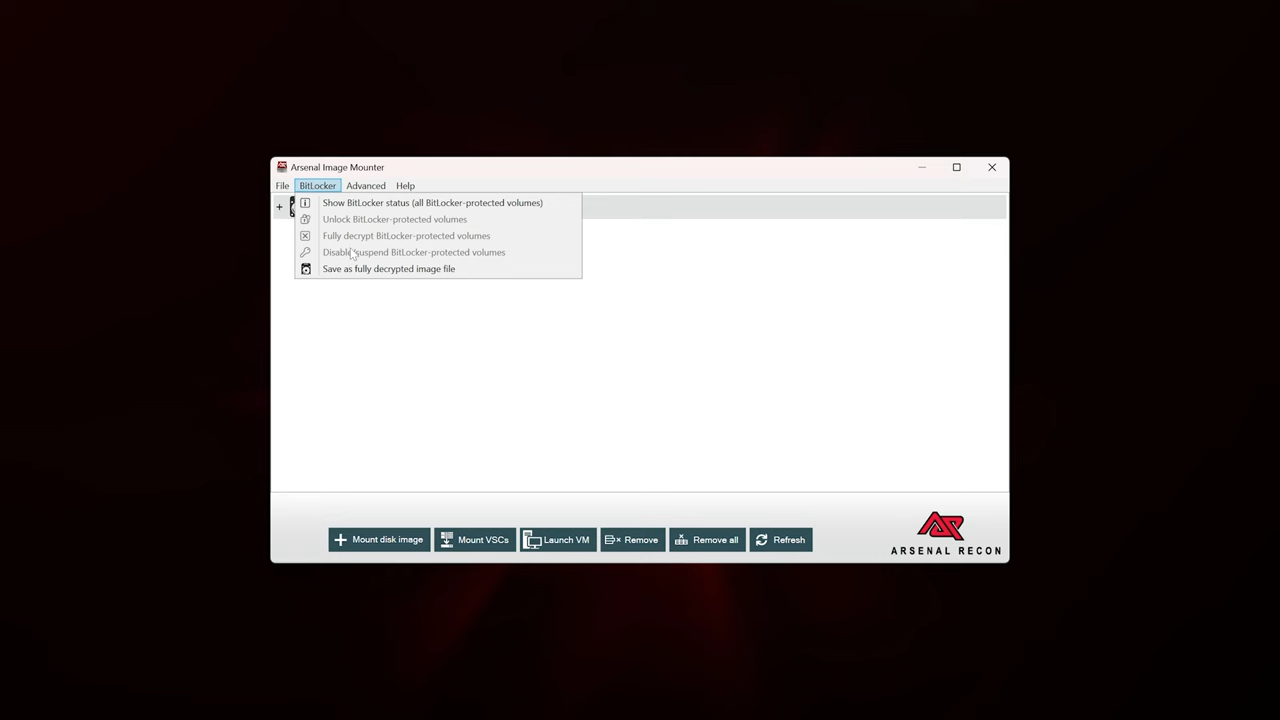 Arsenal Image Mounter
File BitLocker Advanced Help
+
Show BitLocker status (all BitLocker-protected volumes)
Unlock BitLocker-protected volumes
Fully decrypt BitLocker-protected volumes
Disable/suspend BitLocker-protected volumes
Save as fully decrypted image file
Mount disk image Mount VSCs Launch VM Remove Remove all Refresh
ARSENAL RECON